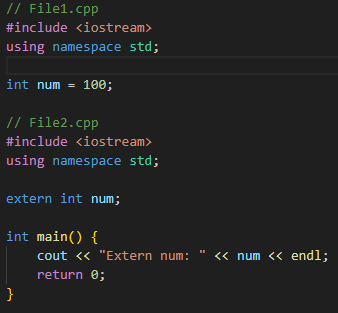 // File1.cpp
#include <iostream>
using namespace std;
int num = 100;
// File2.cpp
#include <iostream>
using namespace std;
extern int num;
int main() {
    cout << "Extern num: " << num << endl;
    return 0;
}